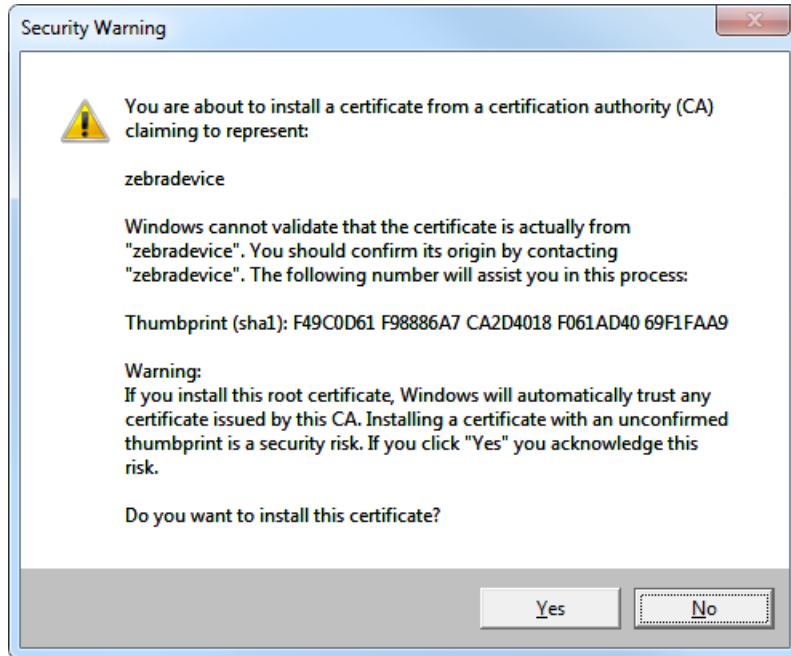 Security Warning
You are about to install a certificate from a certification authority (CA)
claiming to represent:
zebradevice
Windows cannot validate that the certificate is actually from
"zebradevice". You should confirm its origin by contacting
"zebradevice". The following number will assist you in this process:
Thumbprint (sha1): F49C0D61 F98886A7 CA2D4018 F061AD40 69F1FAA9
Warning:
If you install this root certificate, Windows will automatically trust any
certificate issued by this CA. Installing a certificate with an unconfirmed
thumbprint is a security risk. If you click "Yes" you acknowledge this
risk.
Do you want to install this certificate?
Yes No